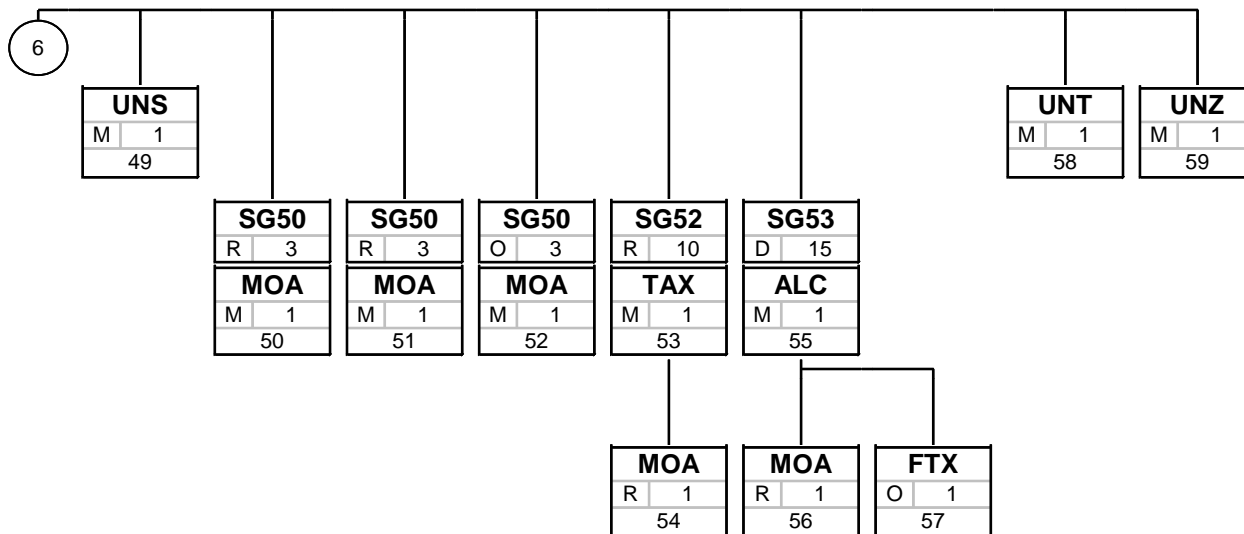 6
UNS
M 1
49
UNT
M 1
58
UNZ
M 1
59
SG50
R 3
MOA
M 1
50
SG50
R 3
MOA
M 1
51
SG50
O 3
MOA
M 1
52
SG52
R 10
TAX
M 1
53
SG53
D 15
ALC
M 1
55
MOA
R 1
54
MOA
R 1
56
FTX
O 1
57